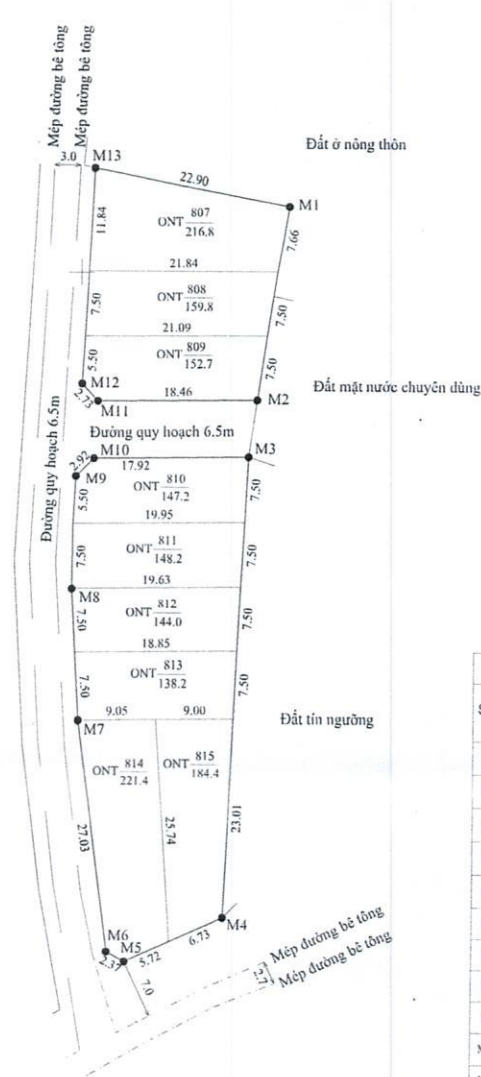 Mép đường bê tông
Mép đường bê tông
3.0
M13
Đất ở nông thôn
22.90
M1
11.84
ONT 807
216.8
7.66
21.84
7.50
ONT 808
159.8
7.50
21.09
5.50
ONT 809
152.7
7.50
M12
2.73
M11
18.46
M2
Đất mặt nước chuyên dùng
Đường quy hoạch 6.5m
Đường quy hoạch 6.5m
M10
M3
2.92
17.92
M9
ONT 810
147.2
5.50
7.50
19.95
7.50
ONT 811
148.2
19.63
7.50
M8
ONT 812
144.0
7.50
18.85
7.50
ONT 813
138.2
7.50
9.05
9.00
M7
Đất tín ngưỡng
ONT 814
221.4
ONT 815
184.4
27.03
25.74
23.01
M4
M6
M5
2.37
5.72
6.73
7.0
Mép đường bê tông
2.7
Mép đường bê tông
S
M